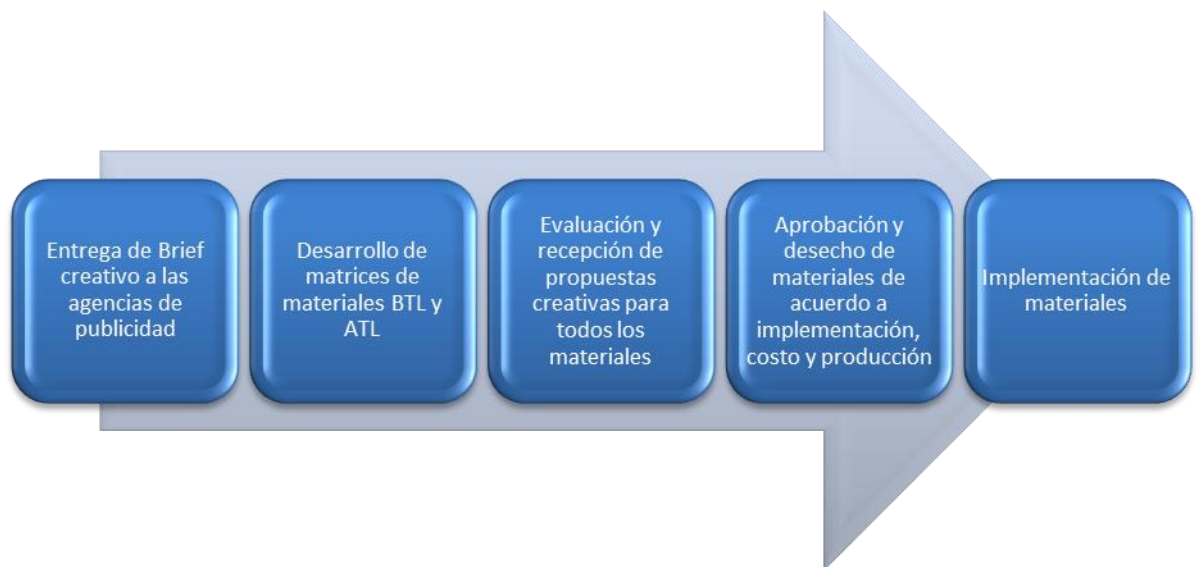 Entrega de Brief
creativo a las
agencias de
publicidad
Desarrollo de
matrices de
materiales BTL y
ATL
Evaluación y
recepción de
propuestas
creativas para
todos los
materiales
Aprobación y
desecho de
materiales de
acuerdo a
implementación,
costo y producción
Implementación de
materiales